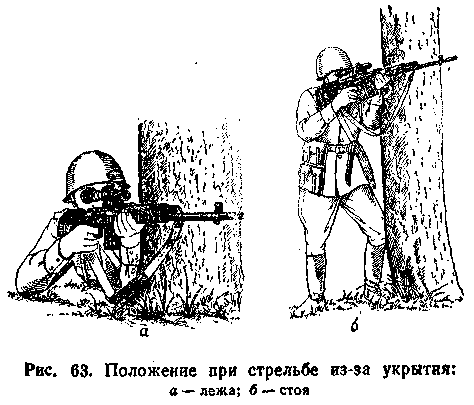 а
б
Рис. 63. Положение при стрельбе из-за укрытия:
а — лежа; б — стоя